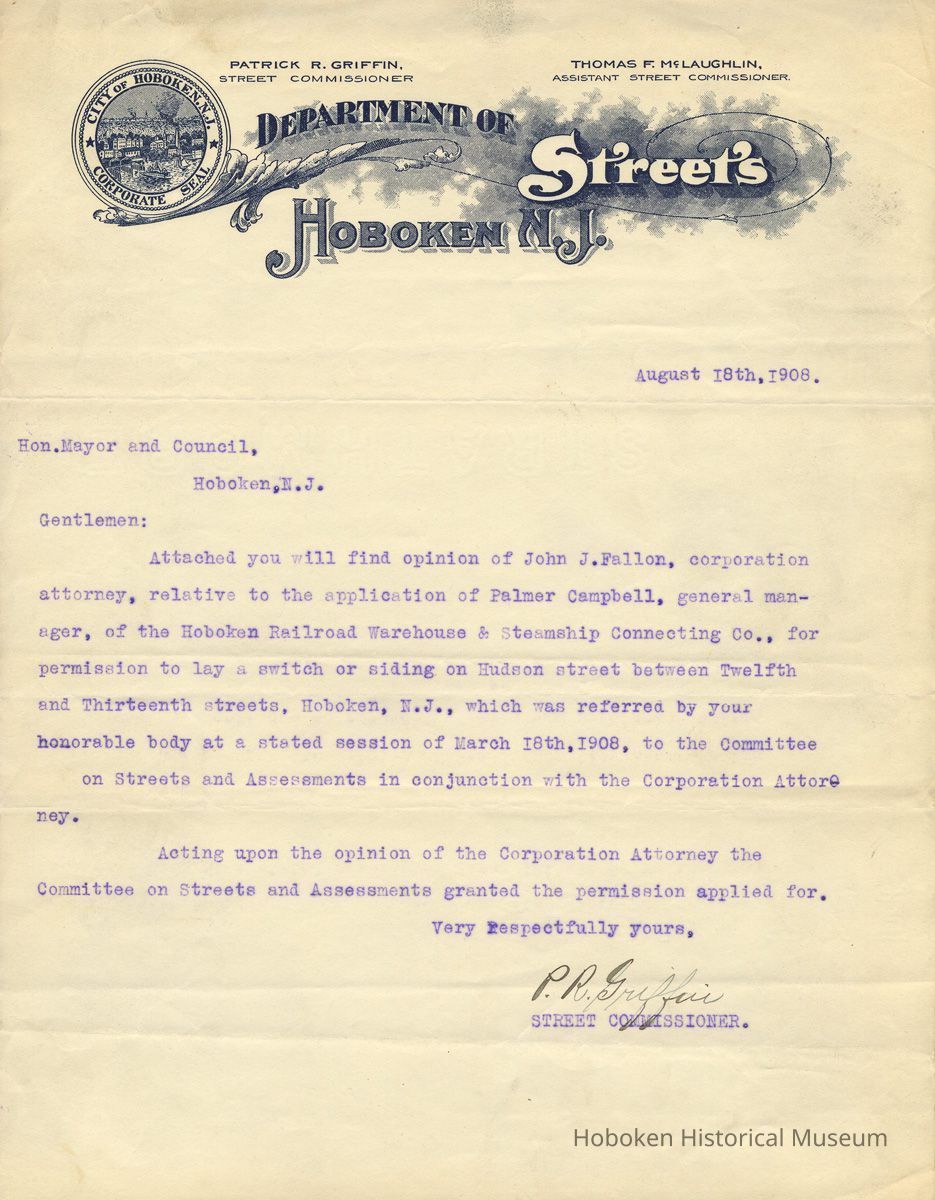 PATRICK R. GRIFFIN,
STREET COMMISSIONER
THOMAS F. McLAUGHLIN,
ASSISTANT STREET COMMISSIONER.
CITY OF HOBOKEN, N.J.
CORPORATE SEAL
DEPARTMENT OF
Streets
HOBOKEN N.J.
August 18th,1908.
Hon.Mayor and Council,
Hoboken,N.J.
Gentlemen:
Attached you will find opinion of John J.Fallon, corporation
attorney, relative to the application of Palmer Campbell, general man-
ager, of the Hoboken Railroad Warehouse & Steamship Connecting Co., for
permission to lay a switch or siding on Hudson street between Twelfth
and Thirteenth streets, Hoboken, N.J., which was referred by your
honorable body at a stated session of March 18th,1908, to the Committee
on Streets and Assessments in conjunction with the Corporation Attor-
ney.
Acting upon the opinion of the Corporation Attorney the
Committee on Streets and Assessments granted the permission applied for.
Very Respectfully yours,
P. R. Griffin
STREET COMMISSIONER.
Hoboken Historical Museum